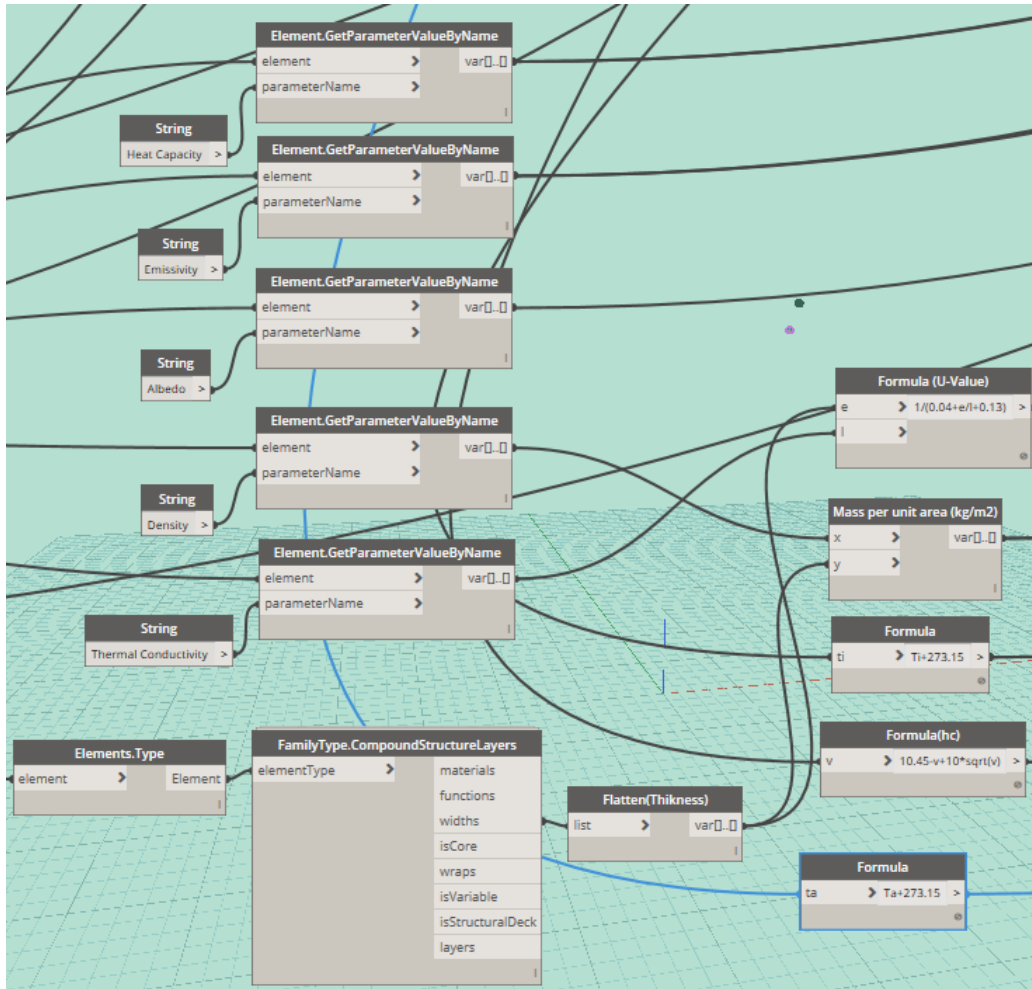 Element.GetParameterValueByName
element > var[]..[]
parameterName >
String
Heat Capacity >
Element.GetParameterValueByName
element > var[]..[]
parameterName >
String
Emissivity >
Element.GetParameterValueByName
element > var[]..[]
parameterName >
String
Albedo >
Element.GetParameterValueByName
element > var[]..[]
parameterName >
String
Density >
Element.GetParameterValueByName
element > var[]..[]
parameterName >
String
Thermal Conductivity >
Elements.Type
element > Element
FamilyType.CompoundStructureLayers
elementType > materials
functions
widths
isCore
wraps
isVariable
isStructuralDeck
layers
Flatten(Thikness)
list > var[]..[]
Formula (U-Value)
e > 1/(0.04+e/l+0.13) >
l >
Mass per unit area (kg/m2)
x > var[]..[]
y >
Formula
ti > Ti+273.15 >
Formula(hc)
v > 10.45-v+10*sqrt(v) >
Formula
ta > Ta+273.15 >